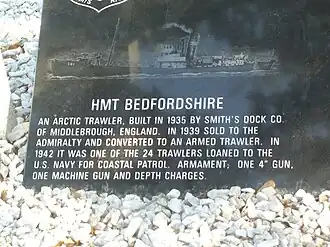 HMT BEDFORDSHIRE
AN ARCTIC TRAWLER, BUILT IN 1935 BY SMITH'S DOCK CO.
OF MIDDLEBROUGH, ENGLAND. IN 1939 SOLD TO THE
ADMIRALTY AND CONVERTED TO AN ARMED TRAWLER. IN
1942 IT WAS ONE OF THE 24 TRAWLERS LOANED TO THE
U.S. NAVY FOR COASTAL PATROL. ARMAMENT; ONE 4" GUN,
ONE MACHINE GUN AND DEPTH CHARGES.